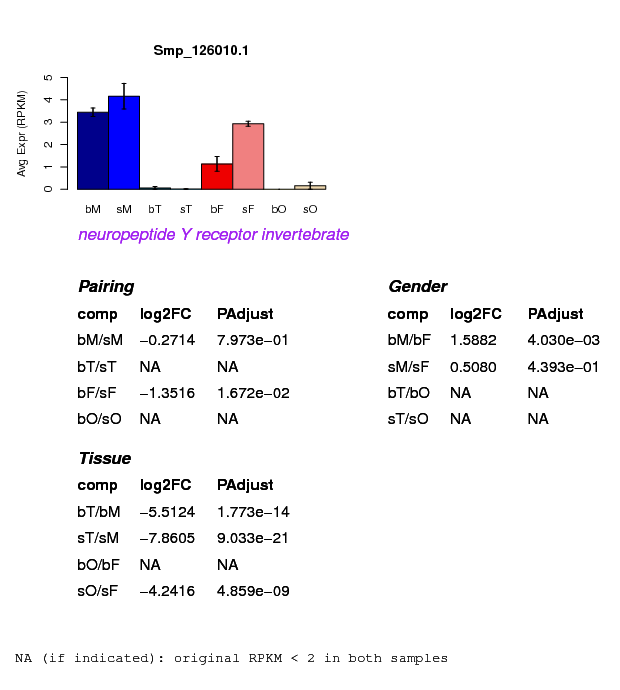 Smp_126010.1
Avg Expr (RPKM)
0 1 2 3 4 5
bM sM bT sT bF sF bO sO
neuropeptide Y receptor invertebrate
Pairing
comp log2FC PAdjust
bM/sM −0.2714 7.973e−01
bT/sT NA NA
bF/sF −1.3516 1.672e−02
bO/sO NA NA
Gender
comp log2FC PAdjust
bM/bF 1.5882 4.030e−03
sM/sF 0.5080 4.393e−01
bT/bO NA NA
sT/sO NA NA
Tissue
comp log2FC PAdjust
bT/bM −5.5124 1.773e−14
sT/sM −7.8605 9.033e−21
bO/bF NA NA
sO/sF −4.2416 4.859e−09
NA (if indicated): original RPKM < 2 in both samples